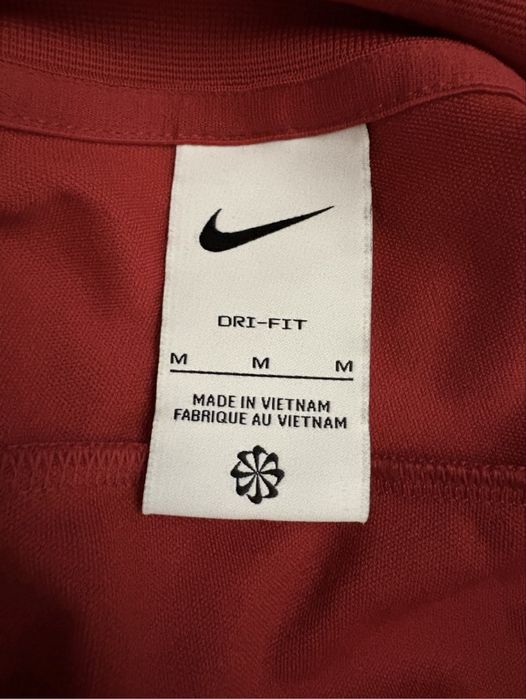 DRI-FIT
M M M
MADE IN VIETNAM
FABRIQUE AU VIETNAM